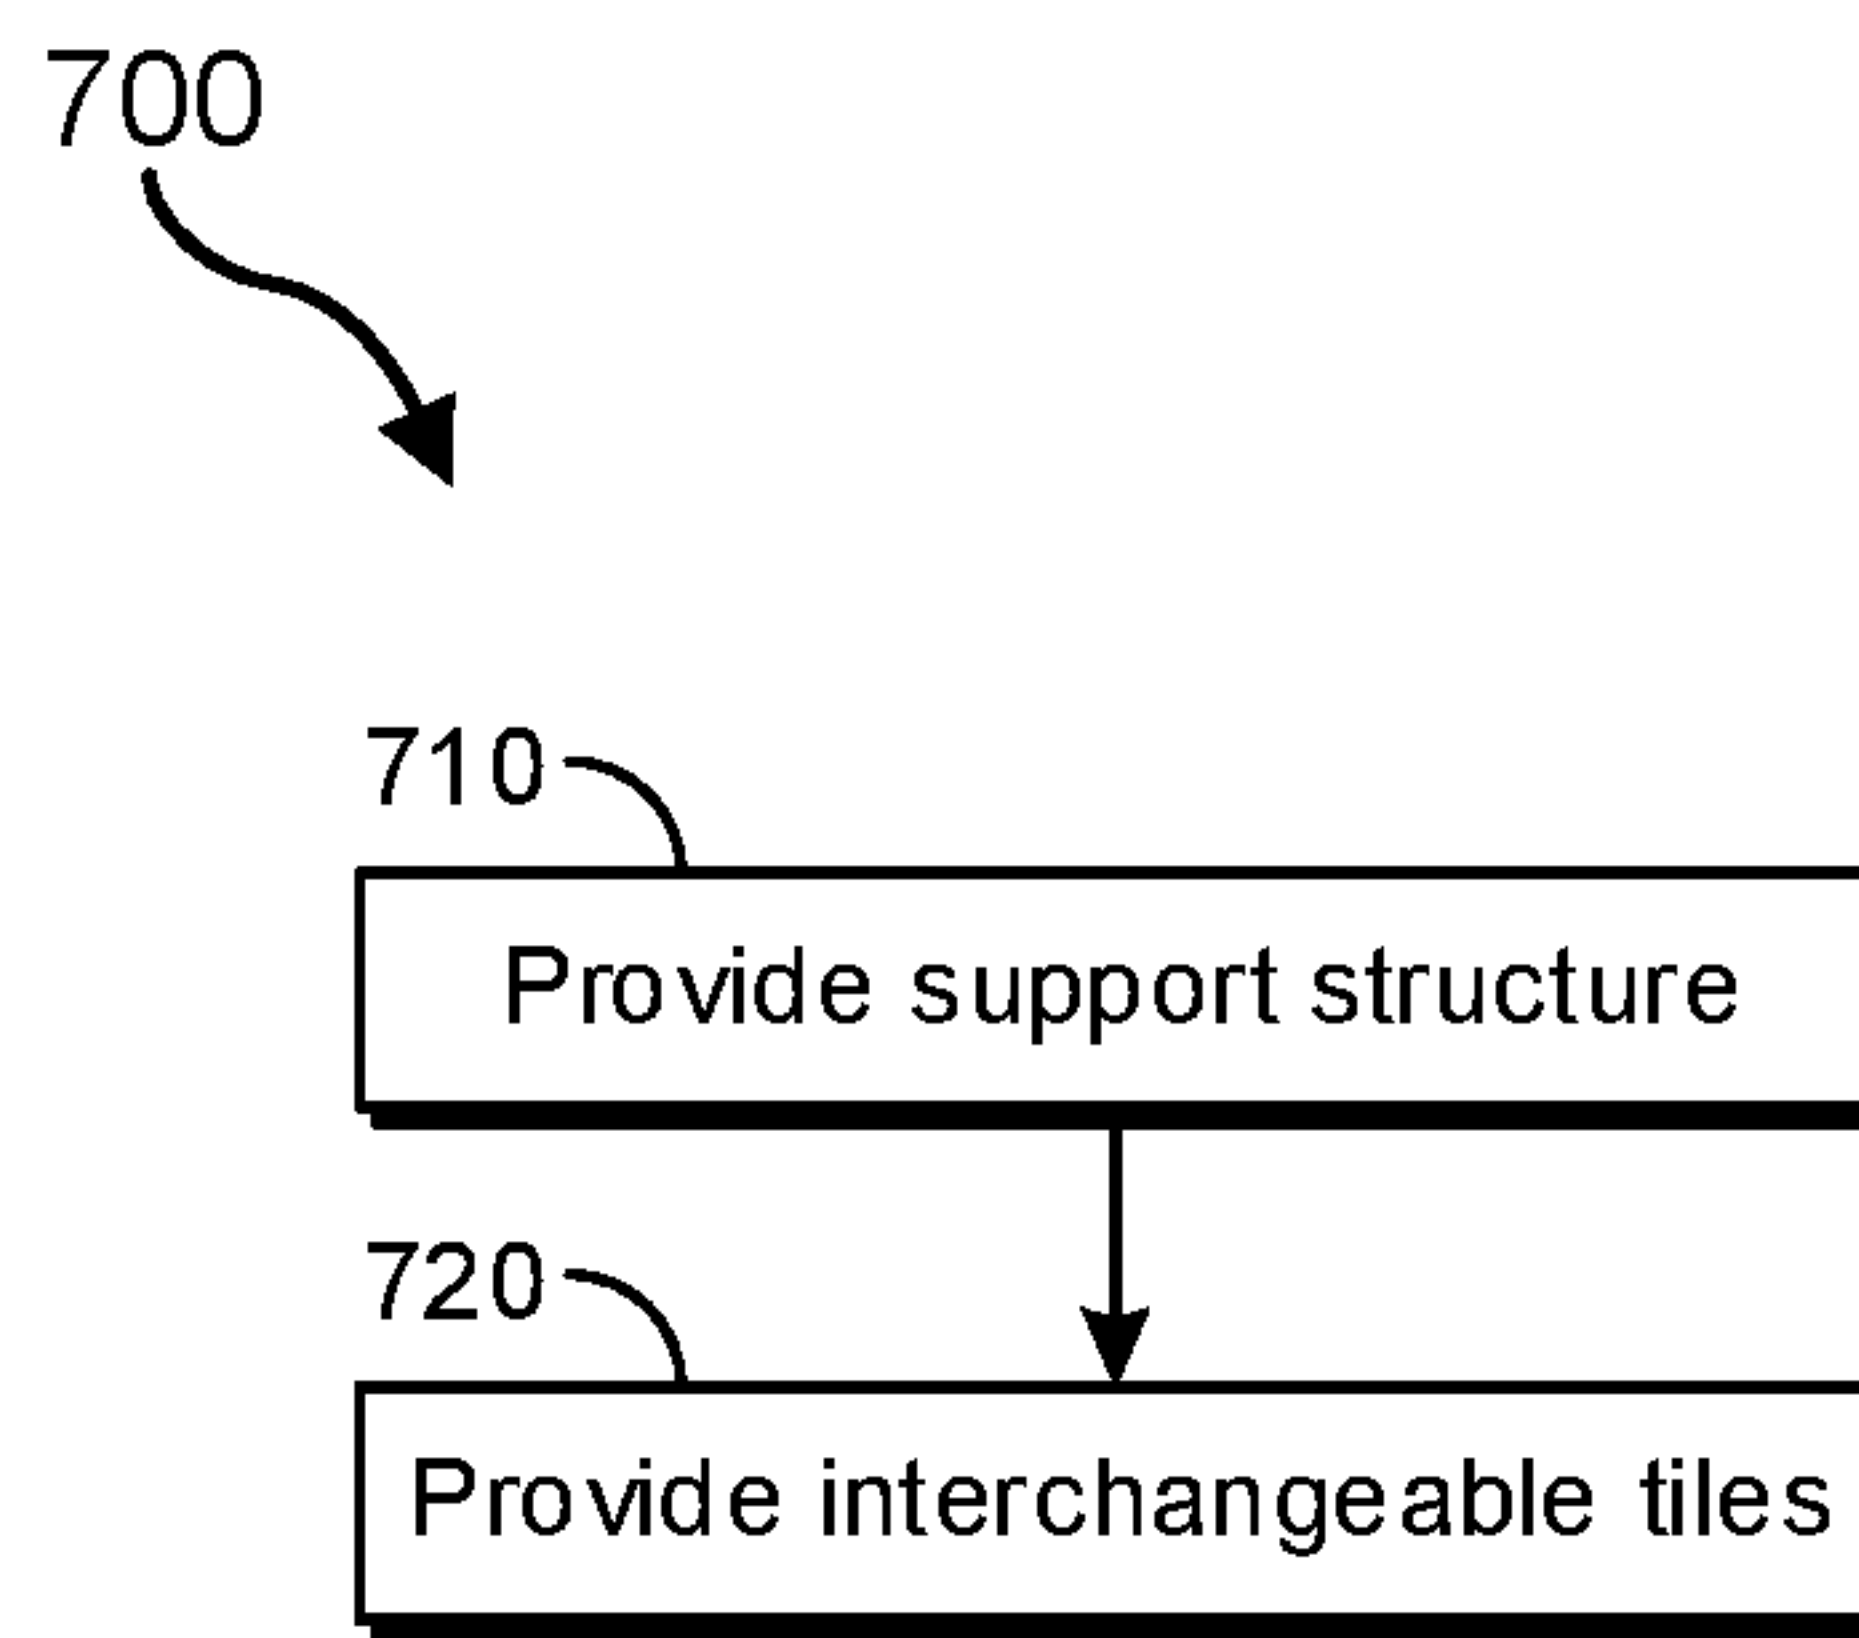 700
710
Provide support structure
720
Provide interchangeable tiles